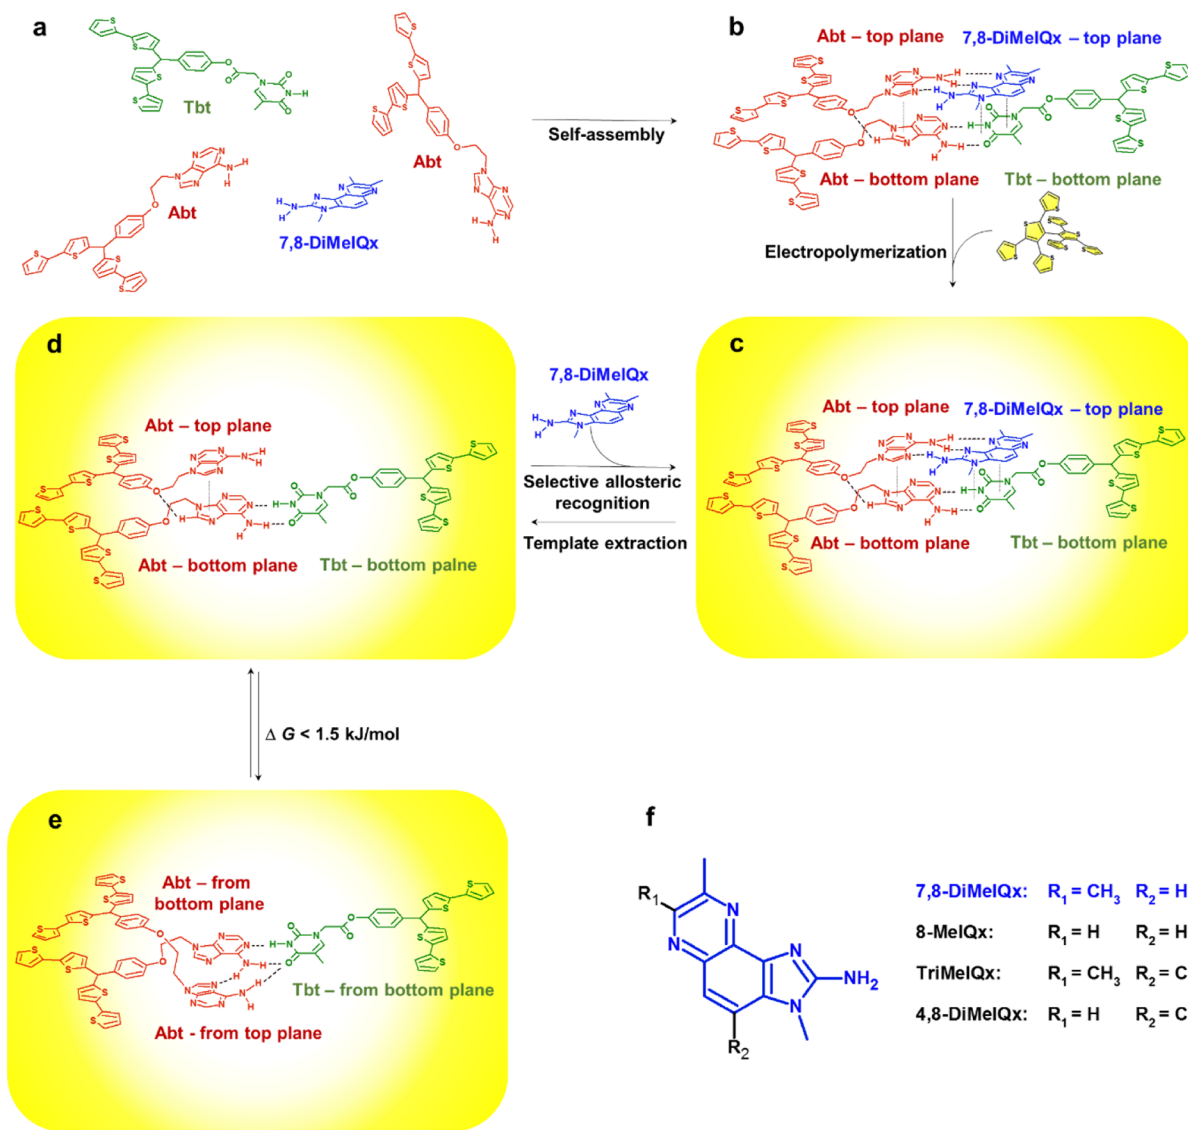 a
Tbt
Abt
Abt
7,8-DiMeIQx
Self-assembly
b
Abt – top plane
7,8-DiMeIQx – top plane
Abt – bottom plane
Tbt – bottom plane
Electropolymerization
d
Abt – top plane
Abt – bottom plane
Tbt – bottom palne
7,8-DiMeIQx
Selective allosteric
recognition
Template extraction
c
Abt – top plane
7,8-DiMeIQx – top plane
Abt – bottom plane
Tbt – bottom plane
Δ G < 1.5 kJ/mol
e
Abt – from
bottom plane
Tbt – from bottom plane
Abt - from top plane
f
R₁
N
N
N
NH₂
N
R₂
7,8-DiMeIQx: R₁ = CH₃ R₂ = H
8-MeIQx: R₁ = H R₂ = H
TriMeIQx: R₁ = CH₃ R₂ = C
4,8-DiMeIQx: R₁ = H R₂ = C